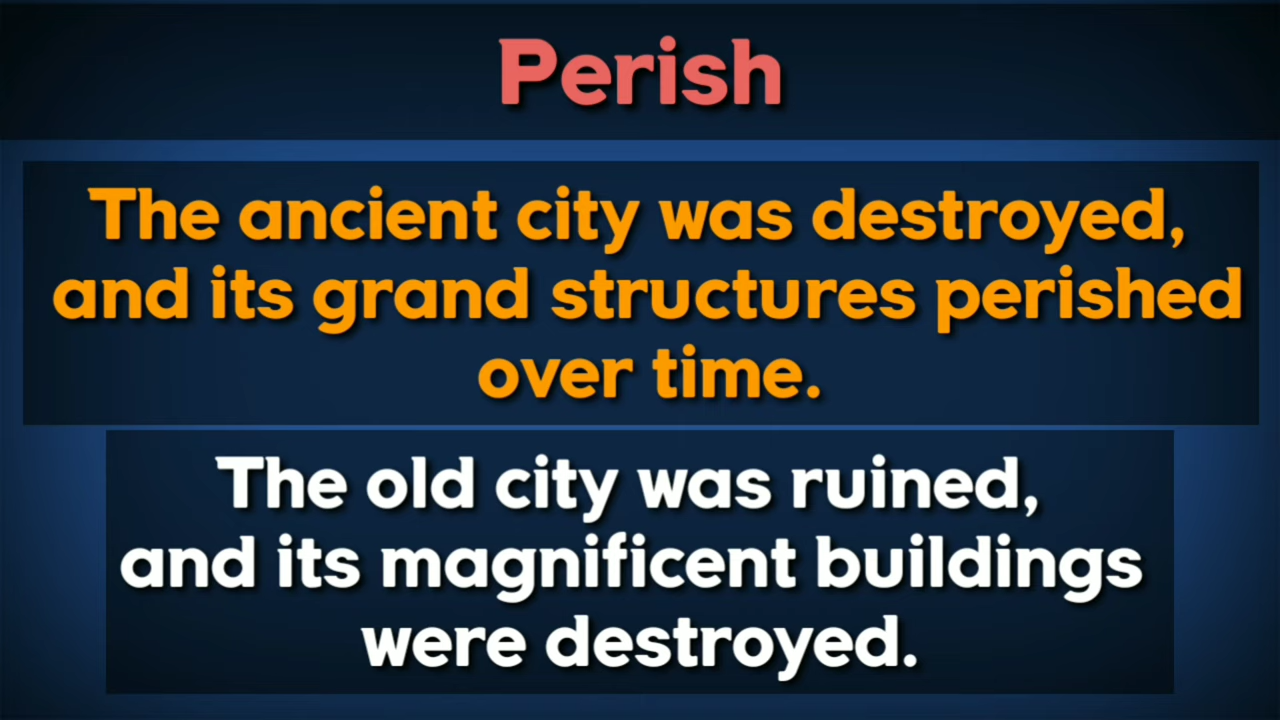 Perish
The ancient city was destroyed,
and its grand structures perished
over time.
The old city was ruined,
and its magnificent buildings
were destroyed.